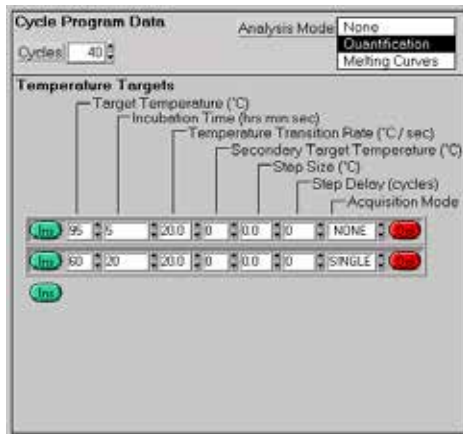 Cycle Program Data
Analysis Mode
None
Quantification
Melting Curves
Cycles 40
Temperature Targets
Target Temperature (°C)
Incubation Time (hrs min sec)
Temperature Transition Rate (°C / sec)
Secondary Target Temperature (°C)
Step Size (°C)
Step Delay (cycles)
Acquisition Mode
Ins 95 5 20.0 0 0.0 0 NONE
Ins 60 20 20.0 0 0.0 0 SINGLE
Ins